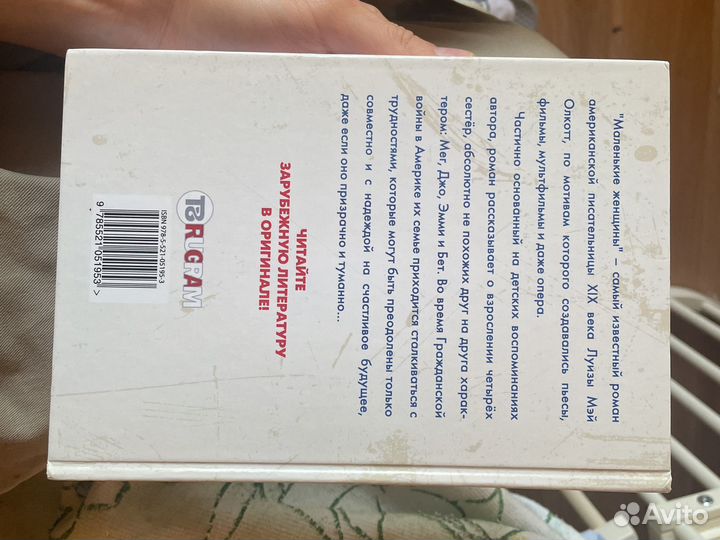 "Маленькие женщины" – самый известный роман
американской писательницы XIX века Луизы Мэй
Олкотт, по мотивам которого создавались пьесы,
фильмы, мультфильмы и даже опера.
Частично основанный на детских воспоминаниях
автора, роман рассказывает о взрослении четырёх
сестёр, абсолютно не похожих друг на друга харак-
тером: Мег, Джо, Эмми и Бет. Во время Гражданской
войны в Америке их семье приходится сталкиваться с
трудностями, которые могут быть преодолены только
совместно и с надеждой на счастливое будущее,
даже если оно призрачно и туманно...
ЧИТАЙТЕ
ЗАРУБЕЖНУЮ ЛИТЕРАТУРУ
В ОРИГИНАЛЕ!
T8RUGRAM
ISBN 978-5-521-05195-3
9 785521 051953 >
Avito